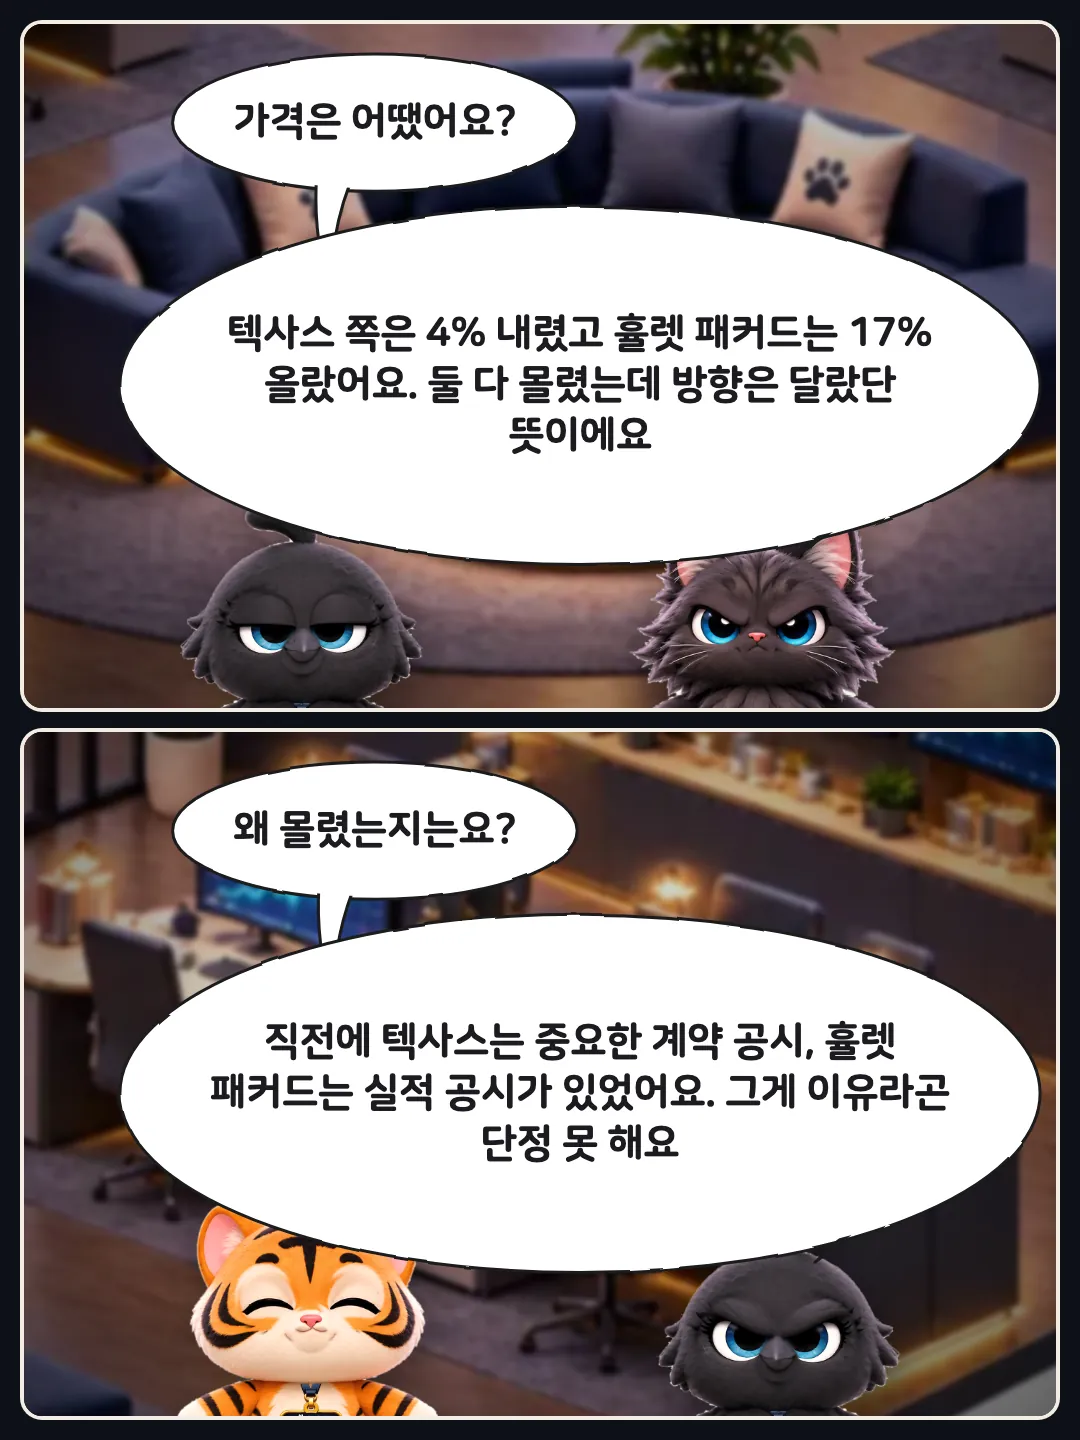 가격은 어땠어요?
텍사스 쪽은 4% 내렸고 휴렛 패커드는 17%
올랐어요. 둘 다 몰렸는데 방향은 달랐단
뜻이에요
왜 몰렸는지는요?
직전에 텍사스는 중요한 계약 공시, 휴렛
패커드는 실적 공시가 있었어요. 그게 이유라곤
단정 못 해요